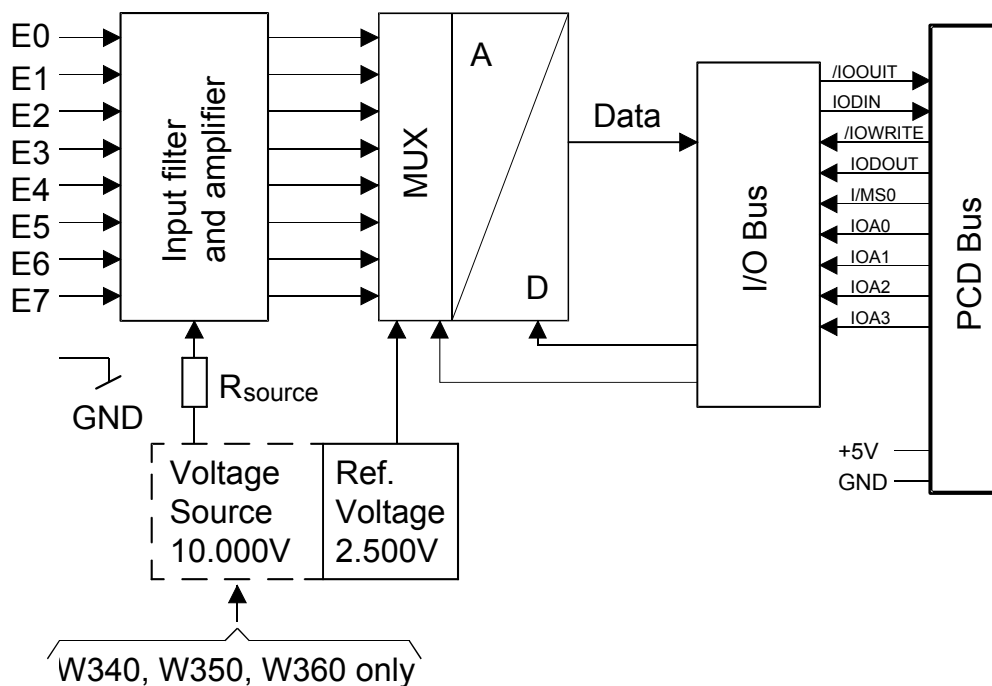 E0
E1
E2
E3
E4
E5
E6
E7
GND
Input filter
and amplifier
Rsource
Voltage
Source
10.000V
Ref.
Voltage
2.500V
W340, W350, W360 only
MUX
A
D
Data
I/O Bus
/IOOUIT
IODIN
/IOWRITE
IODOUT
I/MS0
IOA0
IOA1
IOA2
IOA3
+5V
GND
PCD Bus